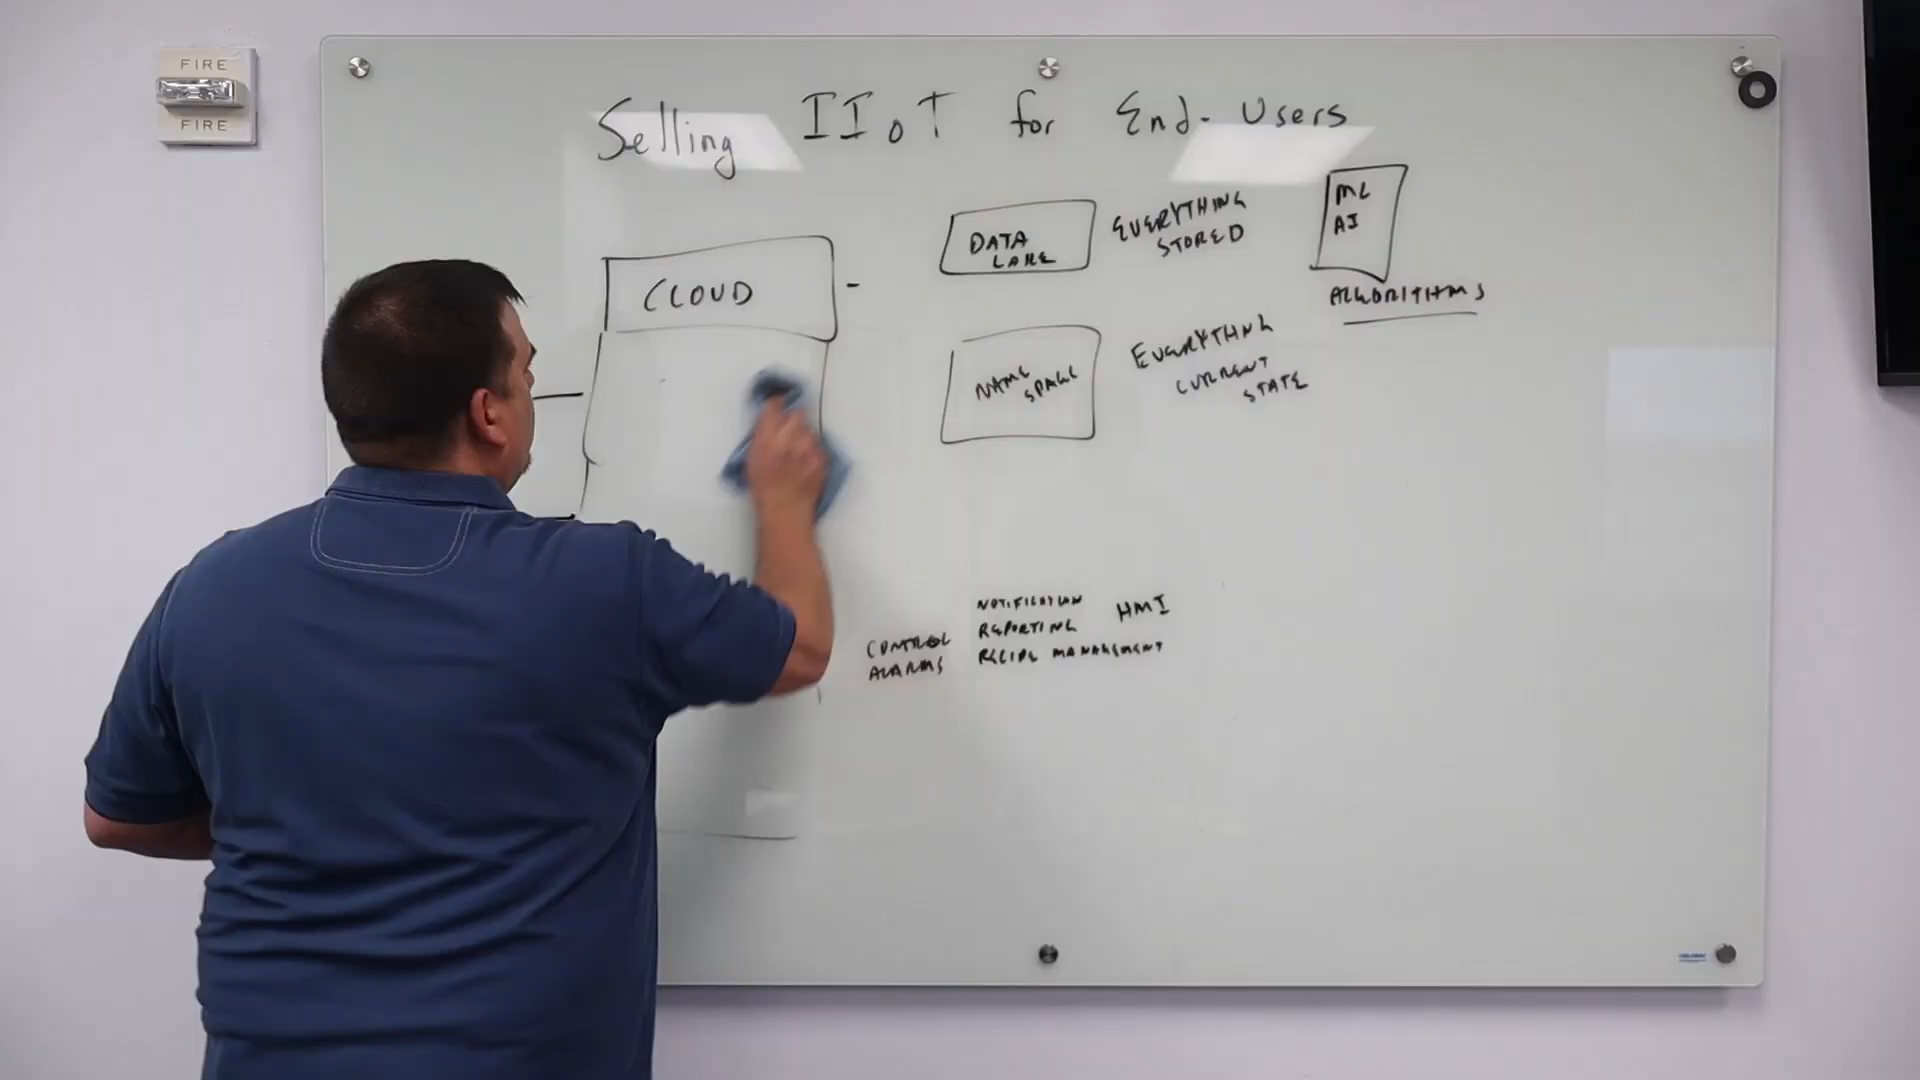 FIRE
FIRE
Selling IIoT for End-Users
CLOUD
DATA
LAKE
EVERYTHING
STORED
ML
AI
ALGORITHMS
NAME
SPACE
EVERYTHNG
CURRENT
STATE
CONTROL
ALARMS
NOTIFICATION
REPORTING
RECIPE MANAGEMENT
HMI